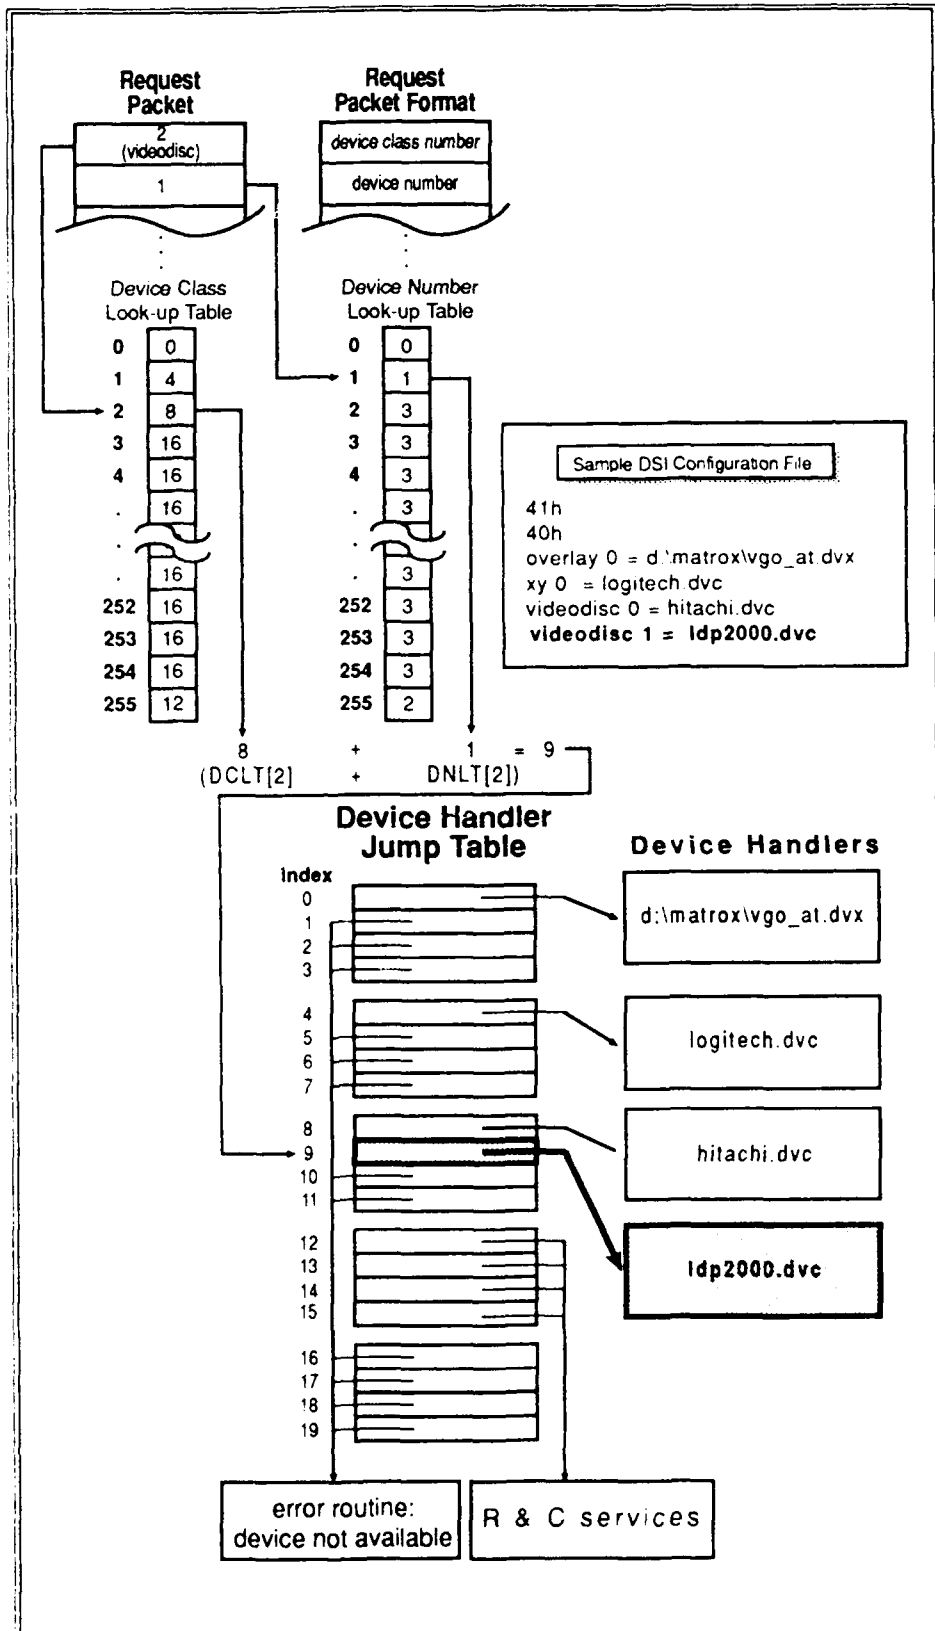 Request
Packet
2
(videodisc)
1
Request
Packet Format
device class number
device number
Device Class
Look-up Table
0 0
1 4
2 8
3 16
4 16
. 16
.
. 16
252 16
253 16
254 16
255 12
Device Number
Look-up Table
0 0
1 1
2 3
3 3
4 3
. 3
.
. 3
252 3
253 3
254 3
255 2
Sample DSI Configuration File
41h
40h
overlay 0 = d:\matrox\vgo_at.dvx
xy 0 = logitech.dvc
videodisc 0 = hitachi.dvc
videodisc 1 = ldp2000.dvc
8 + 1 = 9
(DCLT[2] + DNLT[2])
Device Handler
Jump Table
Index
0
1
2
3
4
5
6
7
8
9
10
11
12
13
14
15
16
17
18
19
Device Handlers
d:\matrox\vgo_at.dvx
logitech.dvc
hitachi.dvc
ldp2000.dvc
error routine:
device not available
R & C services